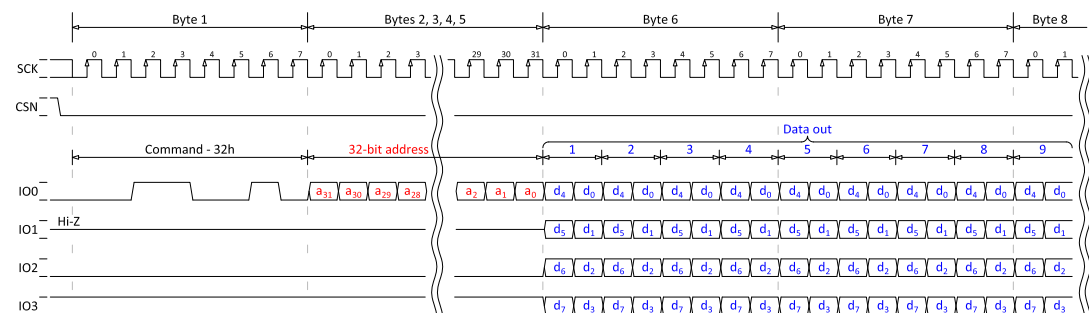 Byte 1 Bytes 2, 3, 4, 5 Byte 6 Byte 7 Byte 8
0 1 2 3 4 5 6 7 0 1 2 3 29 30 31 0 1 2 3 4 5 6 7 0 1 2 3 4 5 6 7 0 1
SCK
CSN
Data out
Command - 32h 32-bit address 1 2 3 4 5 6 7 8 9
IO0 a31 a30 a29 a28 a2 a1 a0 d4 d0 d4 d0 d4 d0 d4 d0 d4 d0 d4 d0 d4 d0 d4 d0 d4 d0
Hi-Z
IO1 d5 d1 d5 d1 d5 d1 d5 d1 d5 d1 d5 d1 d5 d1 d5 d1 d5 d1
IO2 d6 d2 d6 d2 d6 d2 d6 d2 d6 d2 d6 d2 d6 d2 d6 d2 d6 d2
IO3 d7 d3 d7 d3 d7 d3 d7 d3 d7 d3 d7 d3 d7 d3 d7 d3 d7 d3